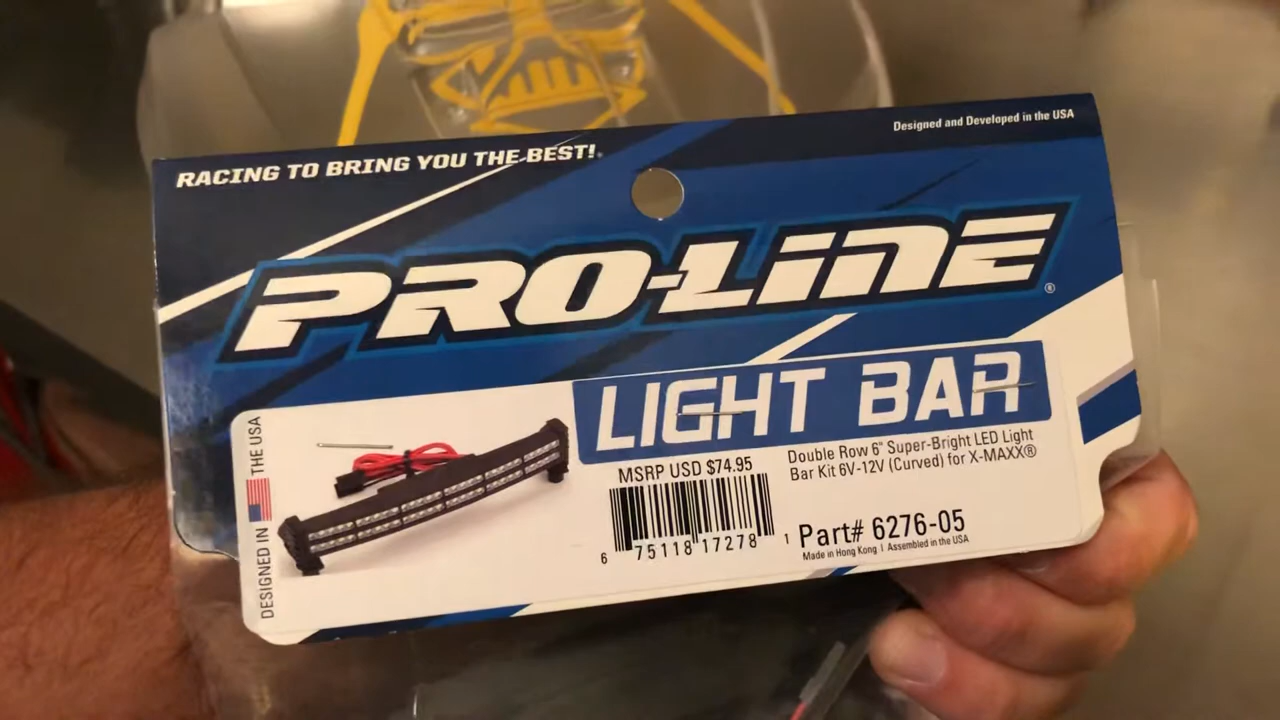 RACING TO BRING YOU THE BEST!
Designed and Developed in the USA
PRO-LINE®
LIGHT BAR
DESIGNED IN THE USA
MSRP USD $74.95
Double Row 6" Super-Bright LED Light
Bar Kit 6V-12V (Curved) for X-MAXX®
6 75118 17278 1
Part# 6276-05
Made in Hong Kong | Assembled in the USA